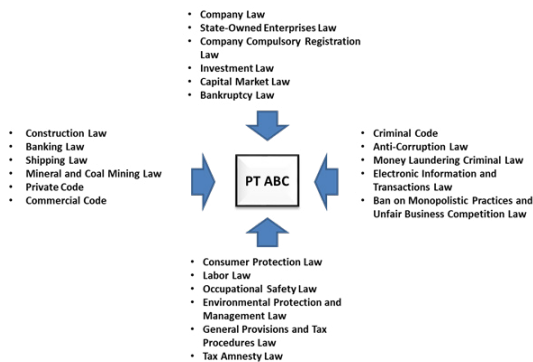 • Company Law
• State-Owned Enterprises Law
• Company Compulsory Registration
Law
• Investment Law
• Capital Market Law
• Bankruptcy Law
• Construction Law
• Banking Law
• Shipping Law
• Mineral and Coal Mining Law
• Private Code
• Commercial Code
PT ABC
• Criminal Code
• Anti-Corruption Law
• Money Laundering Criminal Law
• Electronic Information and
Transactions Law
• Ban on Monopolistic Practices and
Unfair Business Competition Law
• Consumer Protection Law
• Labor Law
• Occupational Safety Law
• Environmental Protection and
Management Law
• General Provisions and Tax
Procedures Law
• Tax Amnesty Law